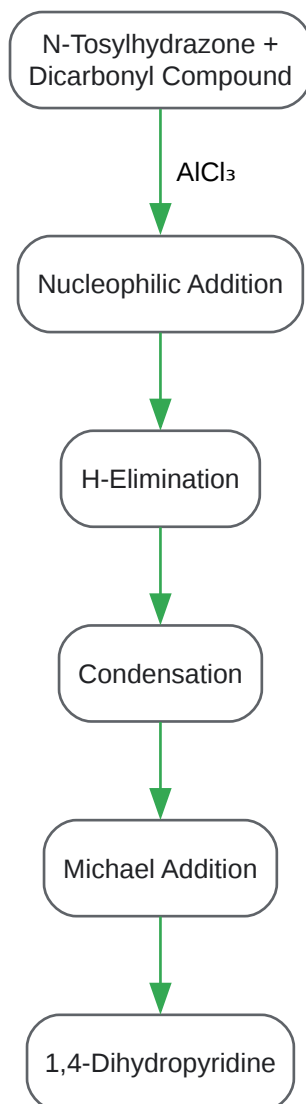 N-Tosylhydrazone +
Dicarbonyl Compound
AlCl₃
Nucleophilic Addition
H-Elimination
Condensation
Michael Addition
1,4-Dihydropyridine